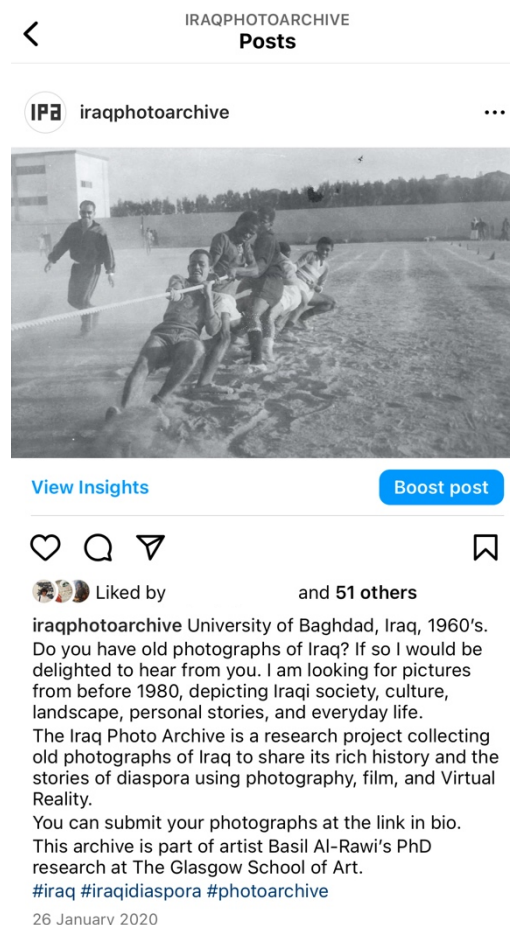 IRAQPHOTOARCHIVE
Posts
IPa iraqphotoarchive
View Insights
Boost post
Liked by and 51 others
iraqphotoarchive University of Baghdad, Iraq, 1960's.
Do you have old photographs of Iraq? If so I would be
delighted to hear from you. I am looking for pictures
from before 1980, depicting Iraqi society, culture,
landscape, personal stories, and everyday life.
The Iraq Photo Archive is a research project collecting
old photographs of Iraq to share its rich history and the
stories of diaspora using photography, film, and Virtual
Reality.
You can submit your photographs at the link in bio.
This archive is part of artist Basil Al-Rawi's PhD
research at The Glasgow School of Art.
#iraq #iraqidiaspora #photoarchive
26 January 2020